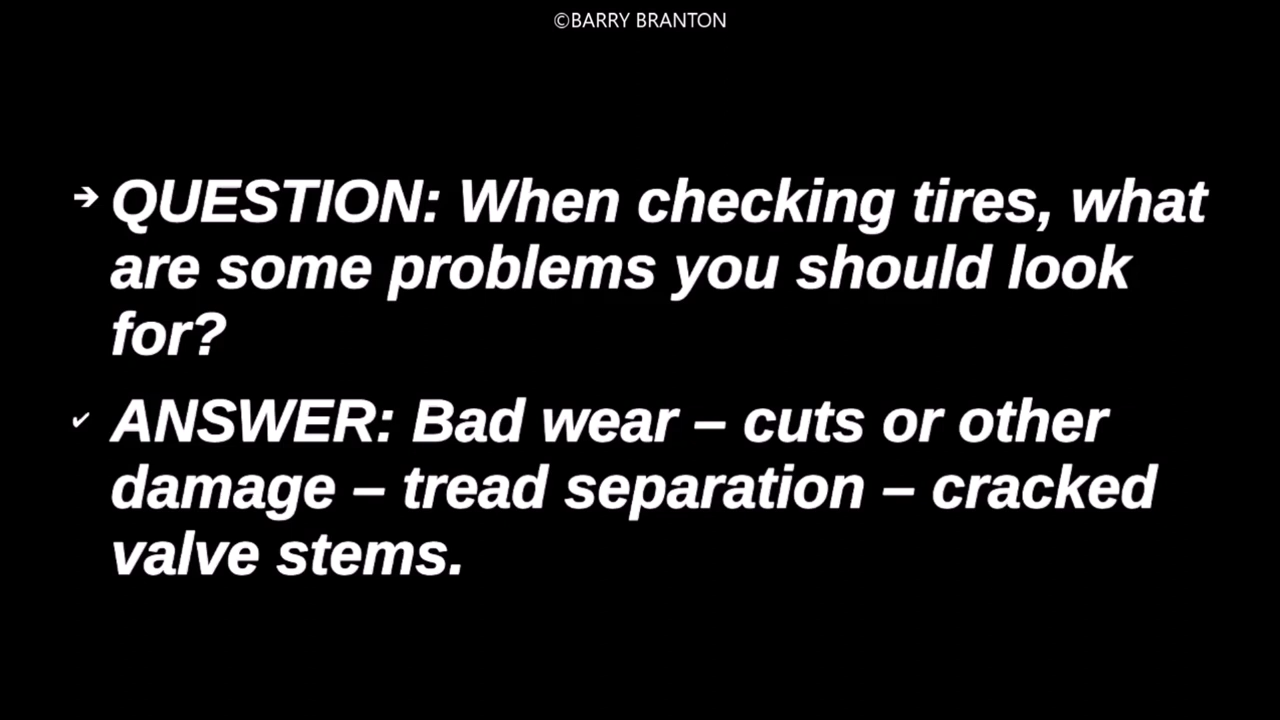 ©BARRY BRANTON
➔ QUESTION: When checking tires, what
are some problems you should look
for?
✓ ANSWER: Bad wear – cuts or other
damage – tread separation – cracked
valve stems.